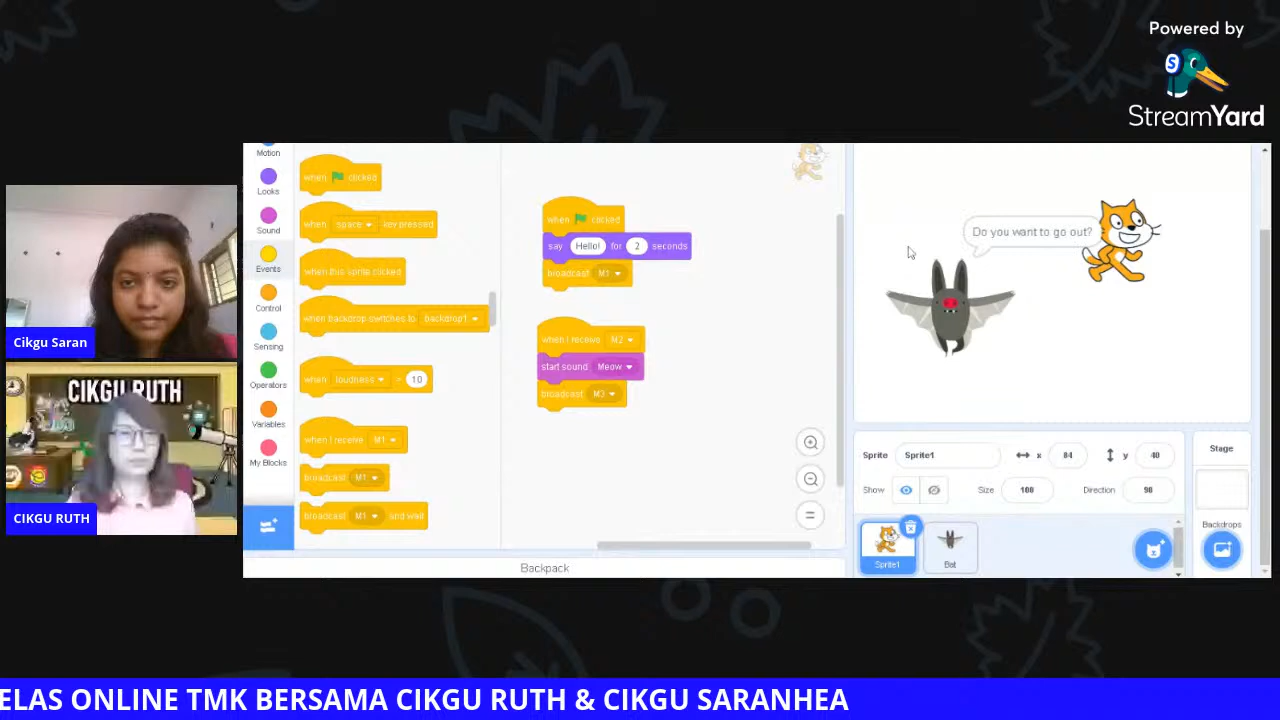 Powered by
StreamYard
Cikgu Saran
CIKGU RUTH
CIKGU RUTH
Motion
Looks
Sound
Events
Control
Sensing
Operators
Variables
My Blocks
when clicked
when space key pressed
when this sprite clicked
when backdrop switches to backdrop1
when loudness > 10
when I receive M1
broadcast M1
broadcast M1 and wait
when clicked
say Hello! for 2 seconds
broadcast M1
when I receive M2
start sound Meow
broadcast M3
Backpack
Do you want to go out?
Sprite Sprite1 x 84 y 40
Show Size 100 Direction 90
Sprite1
Bat
Stage
Backdrops
ELAS ONLINE TMK BERSAMA CIKGU RUTH & CIKGU SARANHEA